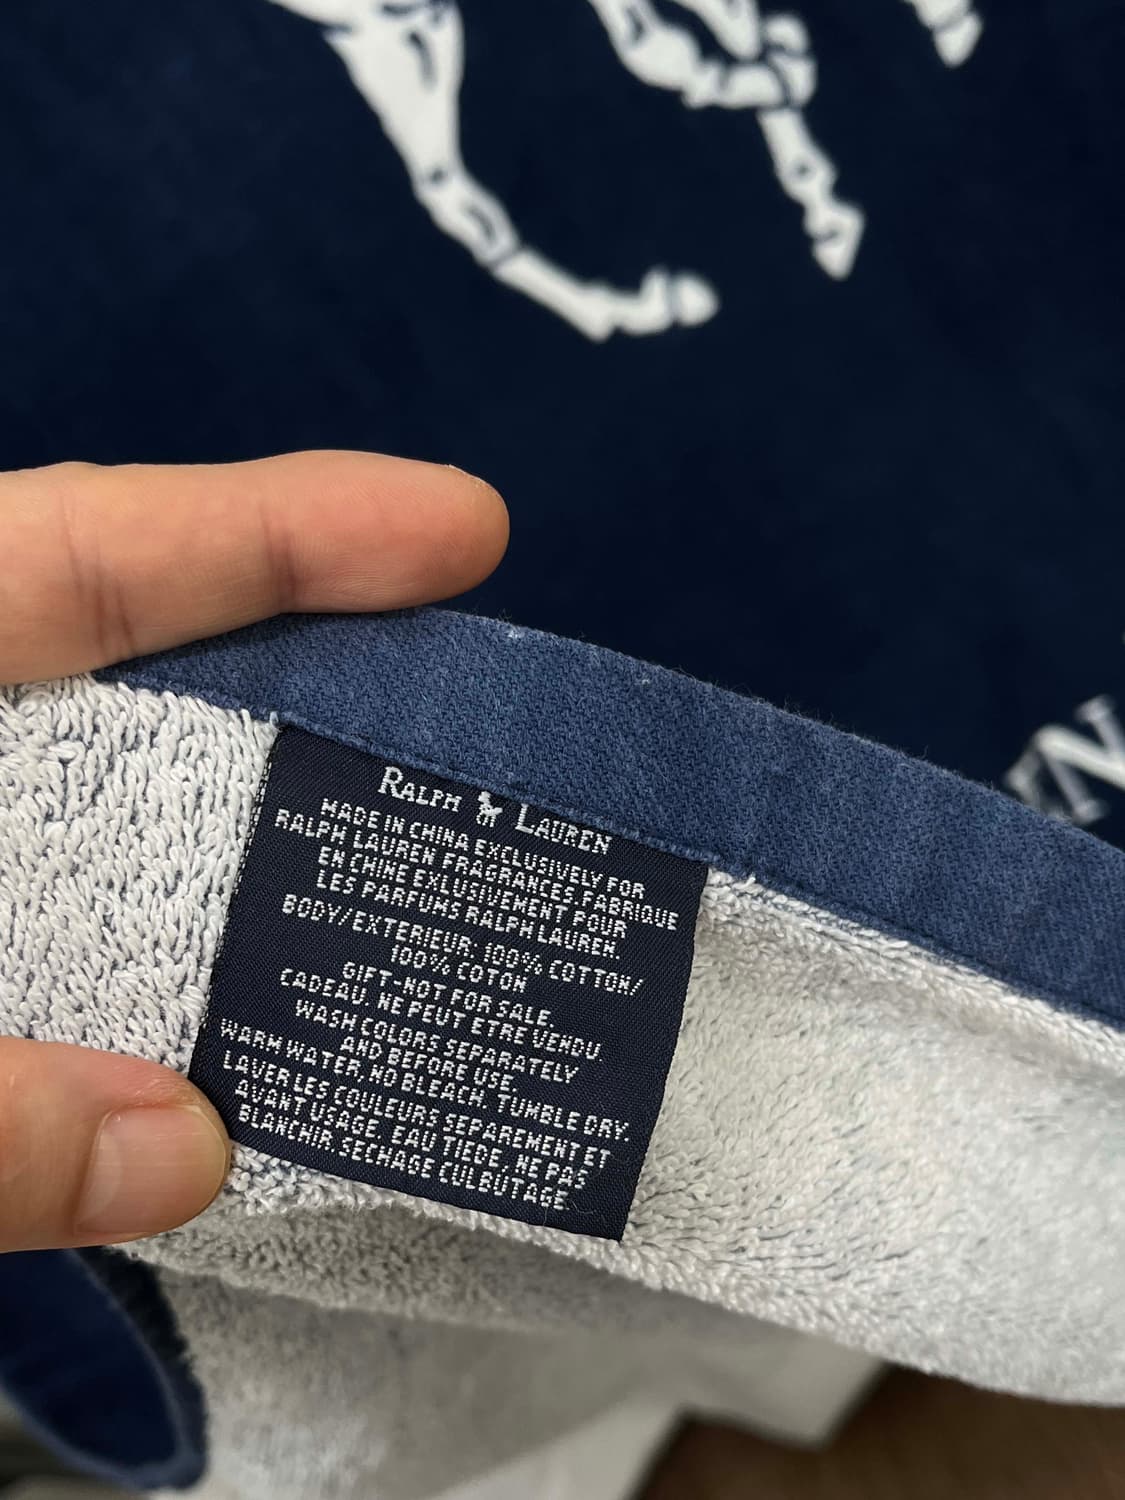 RALPH LAUREN
MADE IN CHINA EXCLUSIVELY FOR
RALPH LAUREN FRAGRANCES.FABRIQUE
EN CHINE EXLUSIVEMENT POUR
LES PARFUMS RALPH LAUREN.
BODY/EXTERIEUR: 100% COTTON/
100% COTON
GIFT-NOT FOR SALE.
CADEAU. NE PEUT ETRE VENDU
WASH COLORS SEPARATELY
AND BEFORE USE.
WARM WATER, NO BLEACH. TUMBLE DRY.
LAVER LES COULEURS SEPAREMENT ET
AVANT USAGE. EAU TIEDE, NE PAS
BLANCHIR. SECHAGE CULBUTAGE.